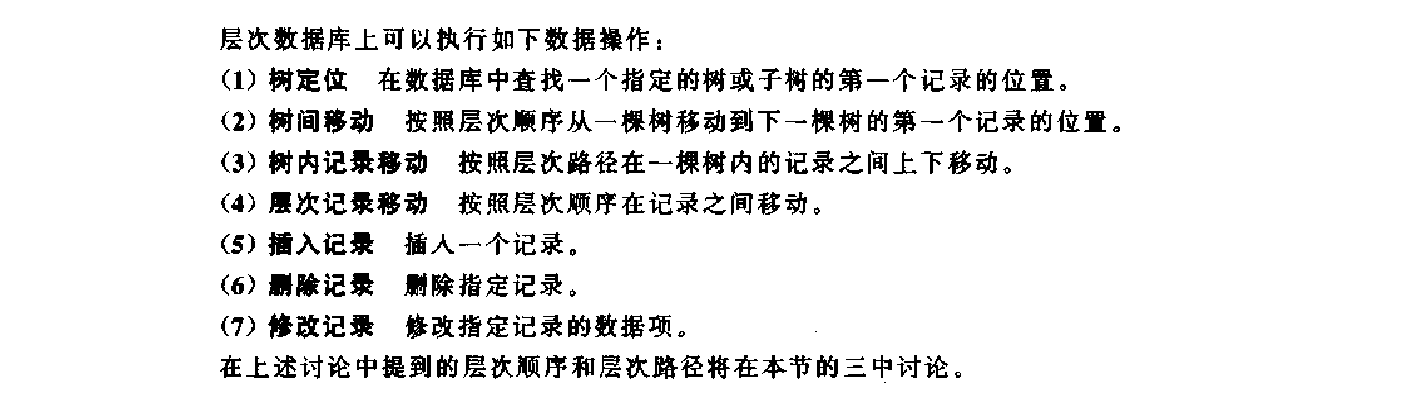 层次数据库上可以执行如下数据操作：
(1) 树定位　在数据库中查找一个指定的树或子树的第一个记录的位置。
(2) 树间移动　按照层次顺序从一棵树移动到下一棵树的第一个记录的位置。
(3) 树内记录移动　按照层次路径在一棵树内的记录之间上下移动。
(4) 层次记录移动　按照层次顺序在记录之间移动。
(5) 插入记录　插入一个记录。
(6) 删除记录　删除指定记录。
(7) 修改记录　修改指定记录的数据项。
在上述讨论中提到的层次顺序和层次路径将在本节的三中讨论。